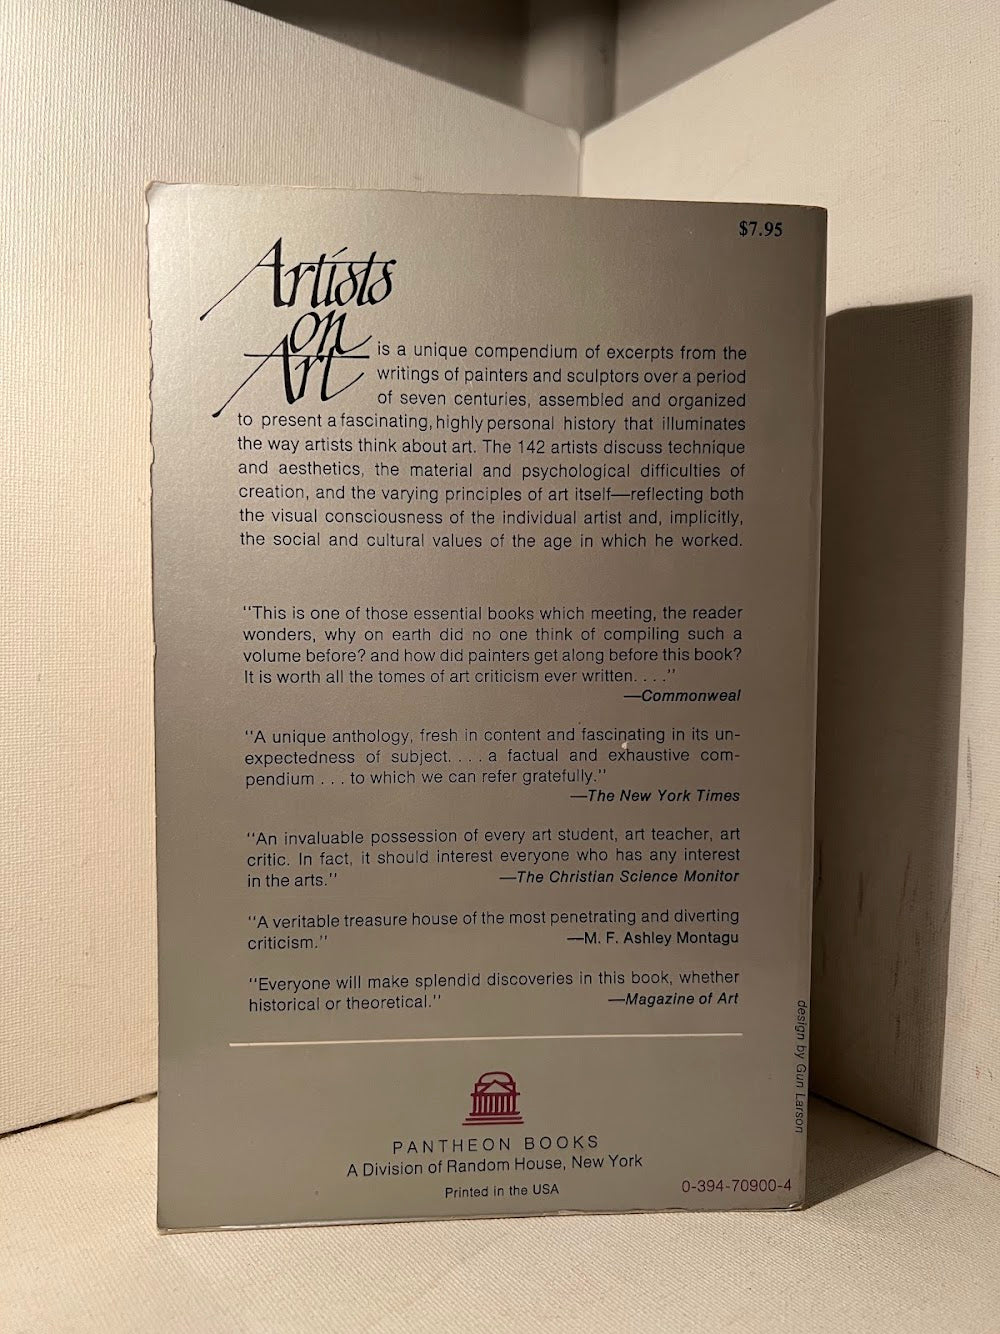 $7.95
Artists
on
Art
is a unique compendium of excerpts from the
writings of painters and sculptors over a period
of seven centuries, assembled and organized
to present a fascinating, highly personal history that illuminates
the way artists think about art. The 142 artists discuss technique
and aesthetics, the material and psychological difficulties of
creation, and the varying principles of art itself—reflecting both
the visual consciousness of the individual artist and, implicitly,
the social and cultural values of the age in which he worked.
"This is one of those essential books which meeting, the reader
wonders, why on earth did no one think of compiling such a
volume before? and how did painters get along before this book?
It is worth all the tomes of art criticism ever written. . . ."
—Commonweal
"A unique anthology, fresh in content and fascinating in its un-
expectedness of subject. . . . a factual and exhaustive com-
pendium . . . to which we can refer gratefully."
—The New York Times
"An invaluable possession of every art student, art teacher, art
critic. In fact, it should interest everyone who has any interest
in the arts." —The Christian Science Monitor
"A veritable treasure house of the most penetrating and diverting
criticism." —M. F. Ashley Montagu
"Everyone will make splendid discoveries in this book, whether
historical or theoretical." —Magazine of Art
design by Gun Larson
PANTHEON BOOKS
A Division of Random House, New York
Printed in the USA
0-394-70900-4